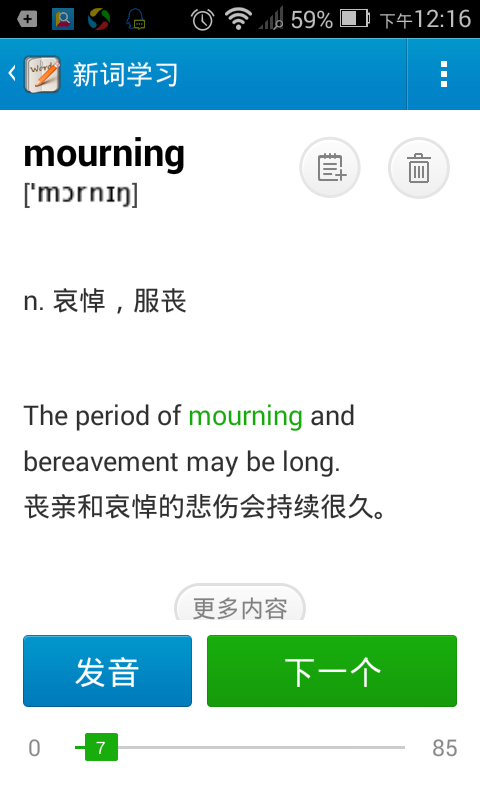 59% 下午12:16
Words 新词学习
mourning
['mɔrnɪŋ]
n. 哀悼，服丧
The period of mourning and
bereavement may be long.
丧亲和哀悼的悲伤会持续很久。
更多内容
发音 下一个
0 7 85